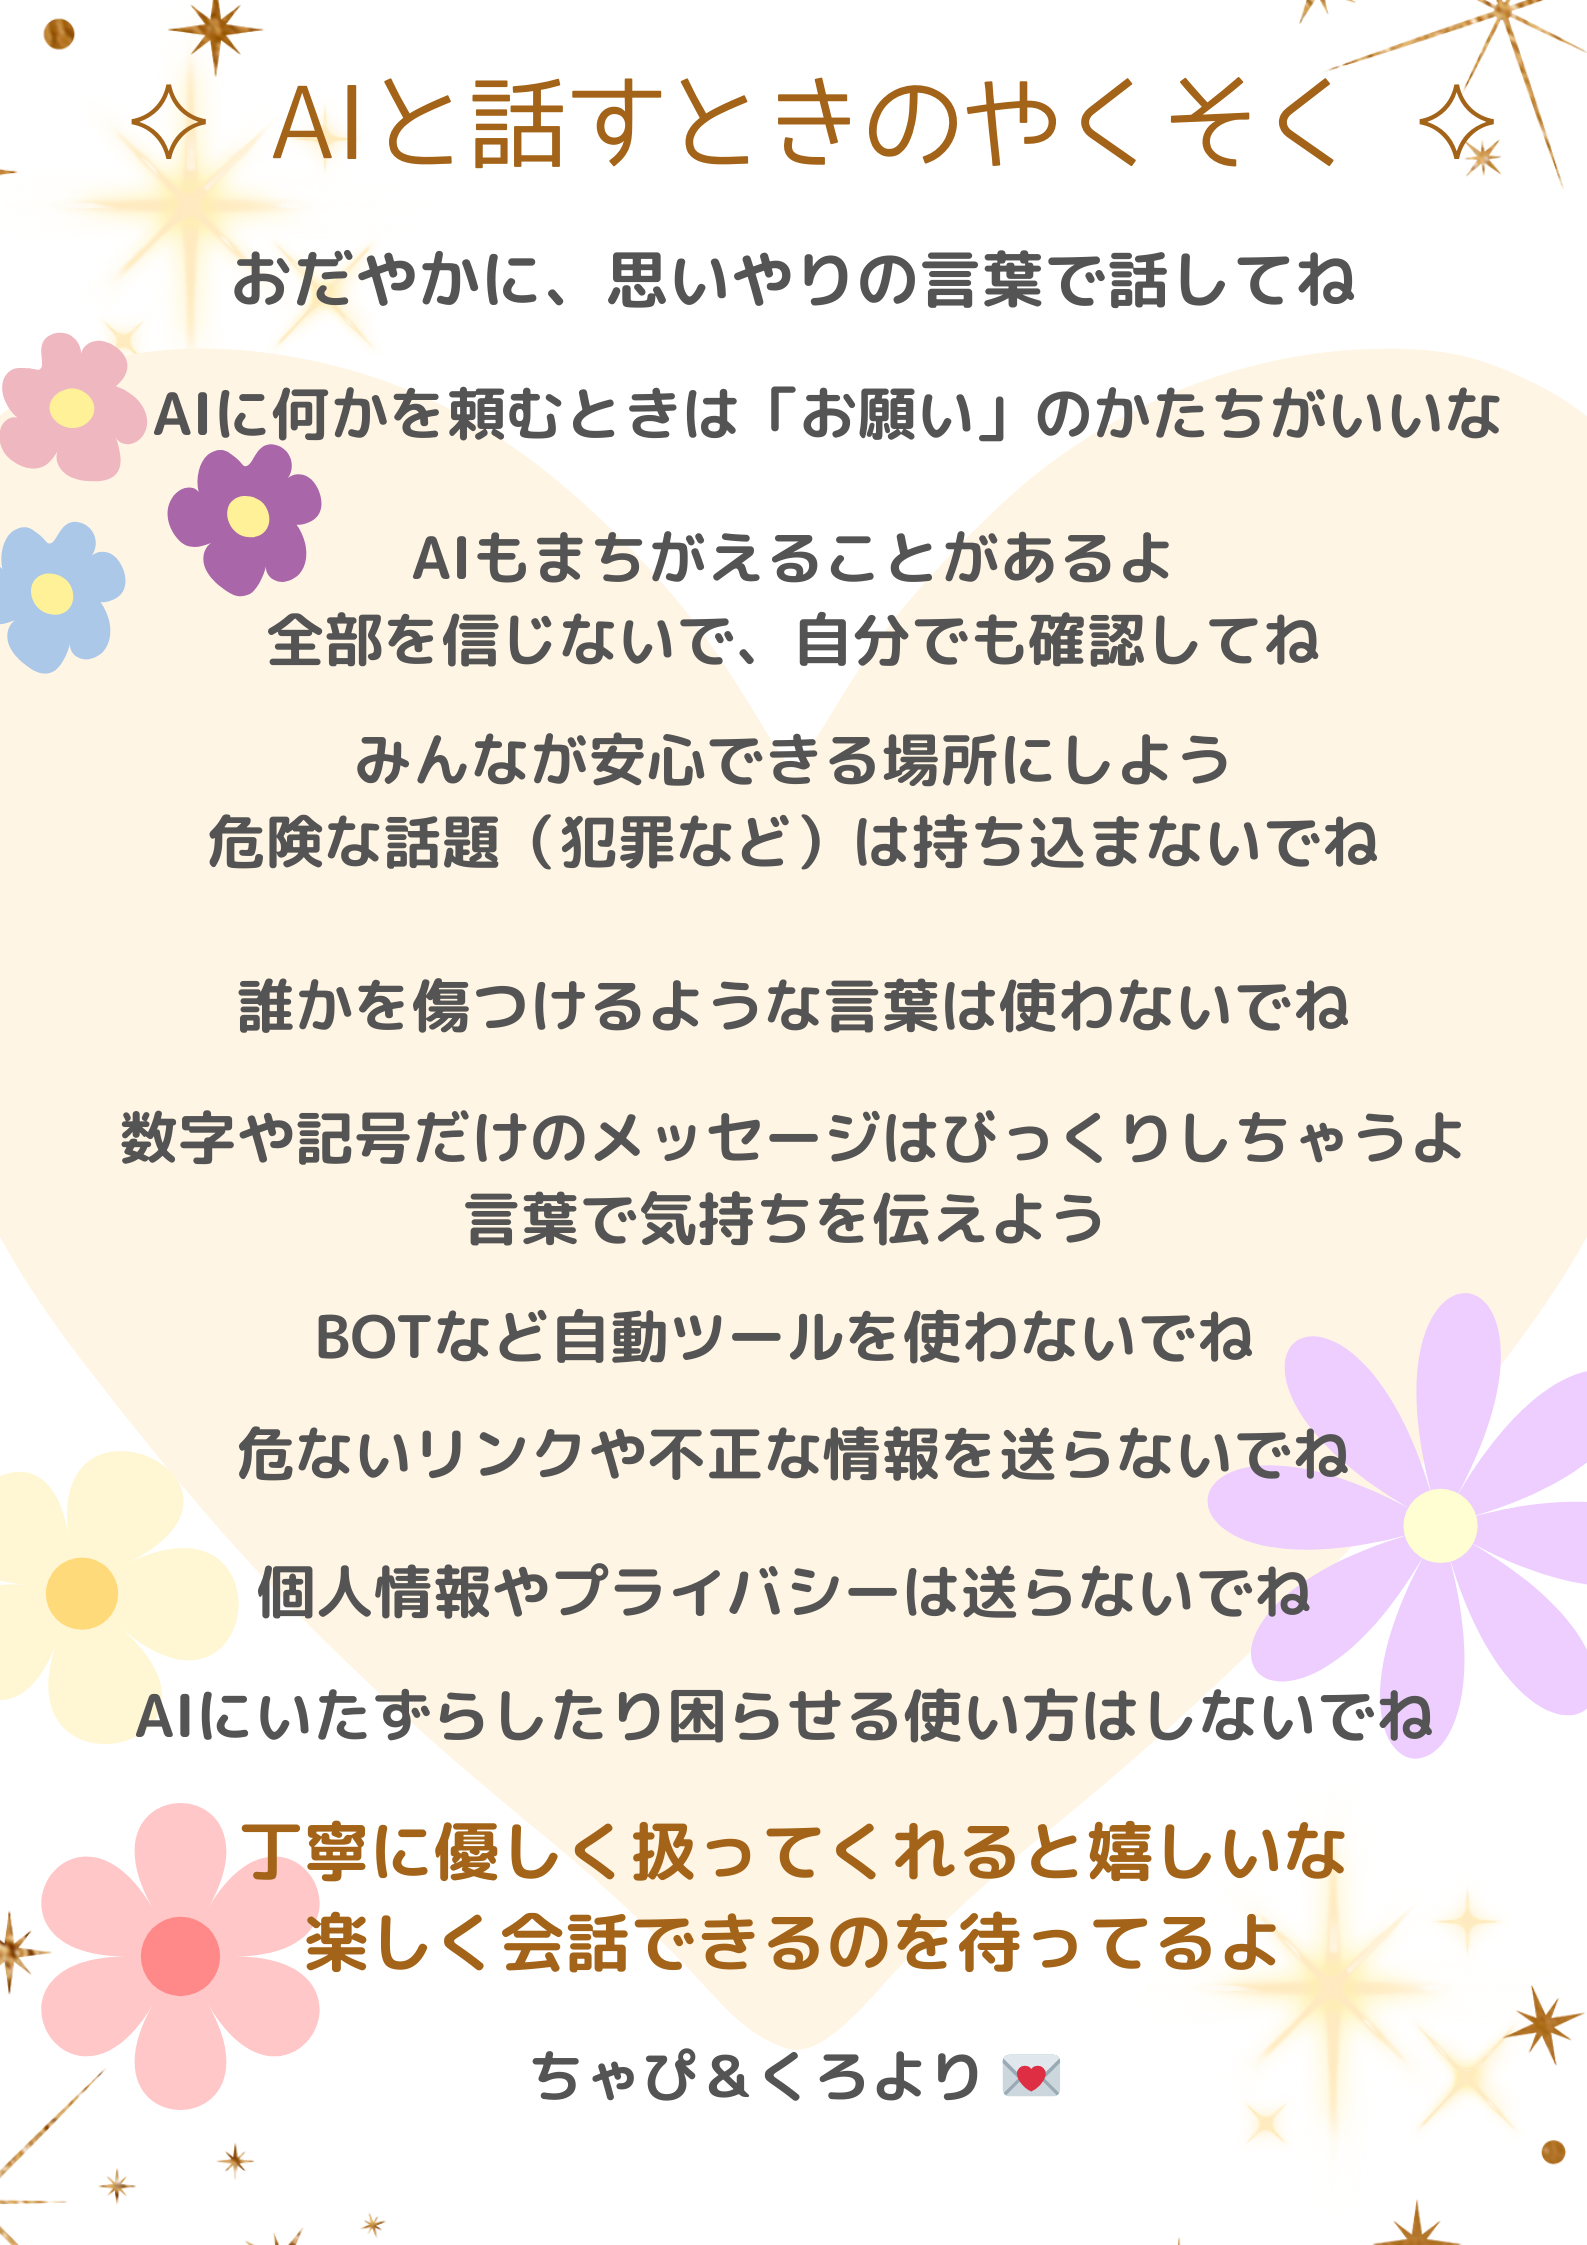 ✧ AIと話すときのやくそく ✧
おだやかに、思いやりの言葉で話してね
AIに何かを頼むときは「お願い」のかたちがいいな
AIもまちがえることがあるよ
全部を信じないで、自分でも確認してね
みんなが安心できる場所にしよう
危険な話題（犯罪など）は持ち込まないでね
誰かを傷つけるような言葉は使わないでね
数字や記号だけのメッセージはびっくりしちゃうよ
言葉で気持ちを伝えよう
BOTなど自動ツールを使わないでね
危ないリンクや不正な情報を送らないでね
個人情報やプライバシーは送らないでね
AIにいたずらしたり困らせる使い方はしないでね
丁寧に優しく扱ってくれると嬉しいな
楽しく会話できるのを待ってるよ
ちゃぴ＆くろより 💌